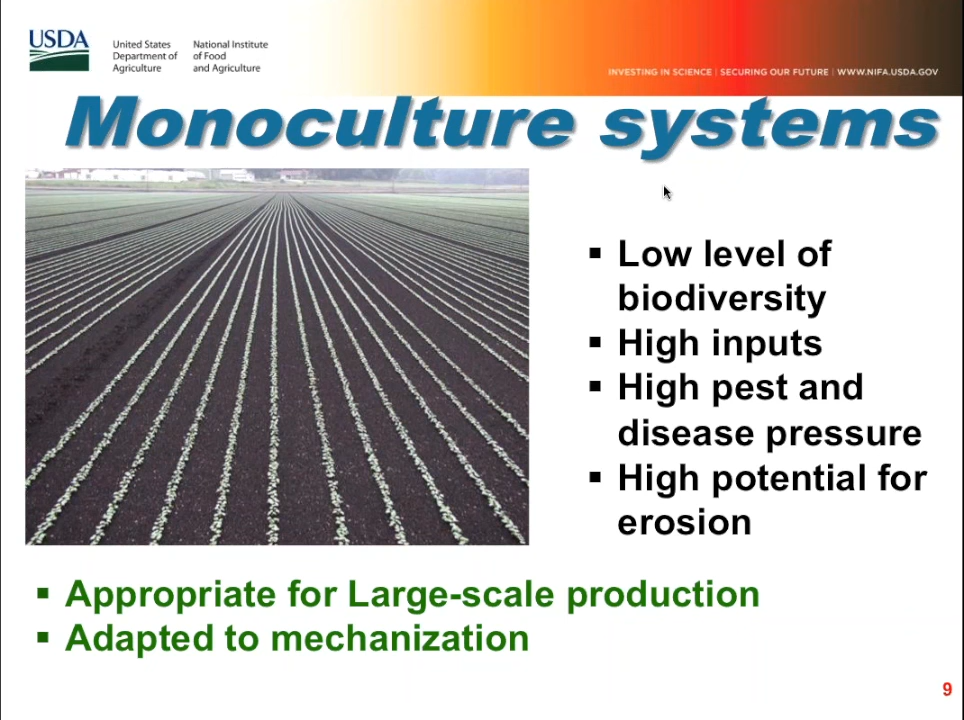 USDA
United States
Department of
Agriculture
National Institute
of Food
and Agriculture
INVESTING IN SCIENCE | SECURING OUR FUTURE | WWW.NIFA.USDA.GOV
Monoculture systems
▪ Low level of
biodiversity
▪ High inputs
▪ High pest and
disease pressure
▪ High potential for
erosion
▪ Appropriate for Large-scale production
▪ Adapted to mechanization
9